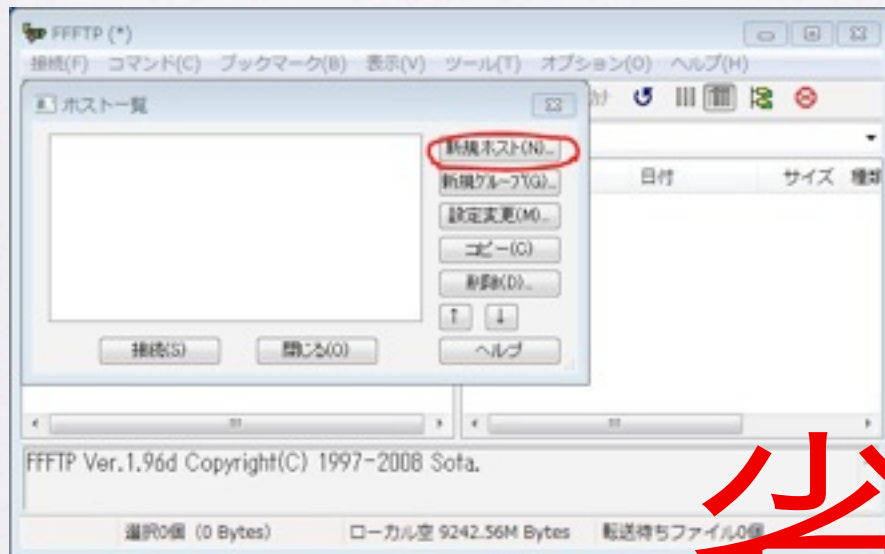 FFFTP (*)
接続(F) コマンド(C) ブックマーク(B) 表示(V) ツール(T) オプション(O) ヘルプ(H)
ホスト一覧
新規ホスト(N)...
新規グループ(G)...
設定変更(M)...
コピー(C)
削除(D)...
↑ ↓
接続(S) 閉じる(O) ヘルプ
日付 サイズ 種類
FFFTP Ver.1.96d Copyright(C) 1997-2008 Sota.
選択0個 (0 Bytes) ローカル空 9242.56M Bytes 転送待ちファイル0個